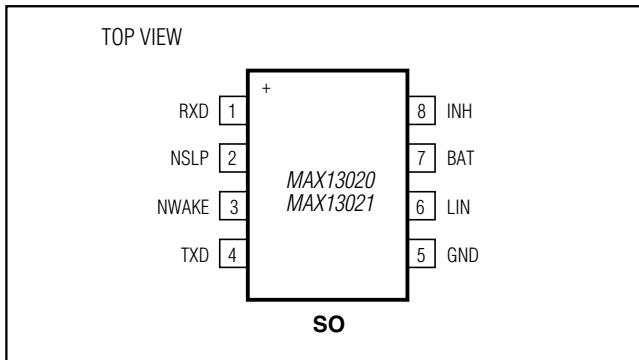 TOP VIEW
+
RXD 1
8 INH
NSLP 2
7 BAT
MAX13020
MAX13021
NWAKE 3
6 LIN
TXD 4
5 GND
SO